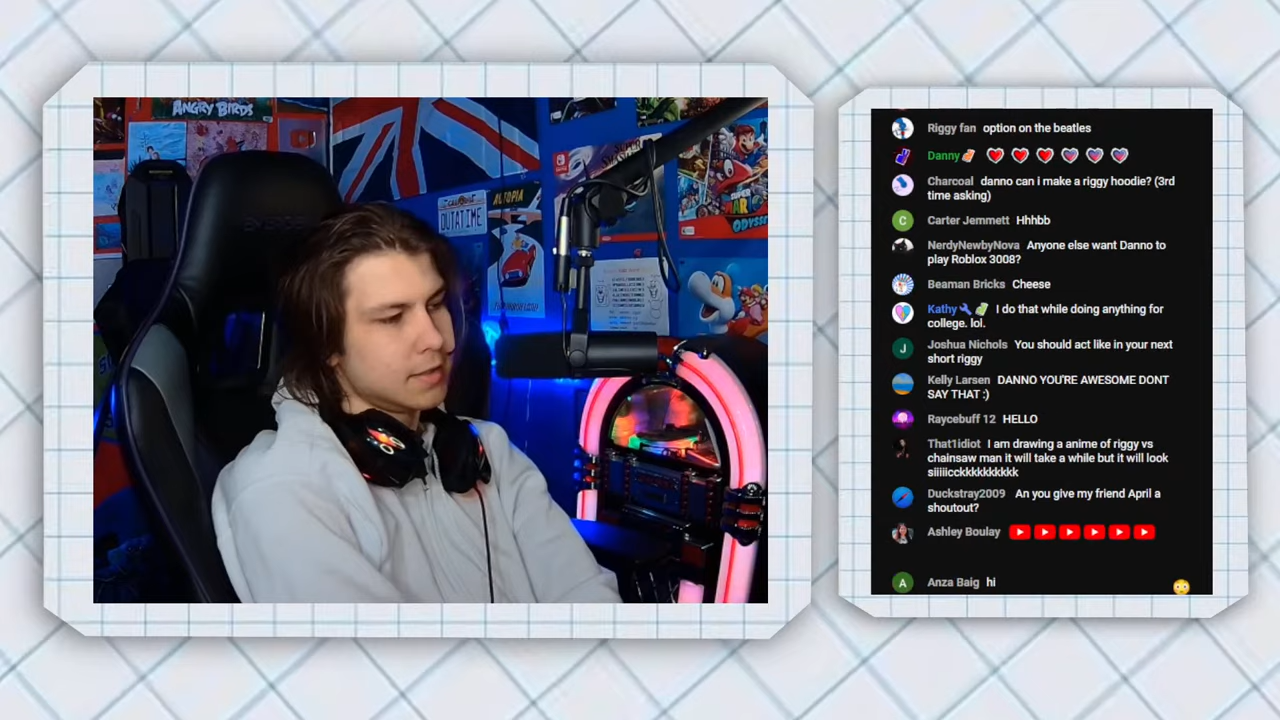 ANGRY BIRDS
OUTATIME
AUTOPIA
SUPER SMASH
SUPER MARIO
ODYSSEY
Riggy fan option on the beatles
Danny
Charcoal danno can i make a riggy hoodie? (3rd
time asking)
Carter Jemmett Hhhbb
NerdyNewbyNova Anyone else want Danno to
play Roblox 3008?
Beaman Bricks Cheese
Kathy I do that while doing anything for
college. lol.
Joshua Nichols You should act like in your next
short riggy
Kelly Larsen DANNO YOU'RE AWESOME DONT
SAY THAT :)
Raycebuff 12 HELLO
That1idiot I am drawing a anime of riggy vs
chainsaw man it will take a while but it will look
siiiiicckkkkkkkkkk
Duckstray2009 An you give my friend April a
shoutout?
Ashley Boulay
Anza Baig hi